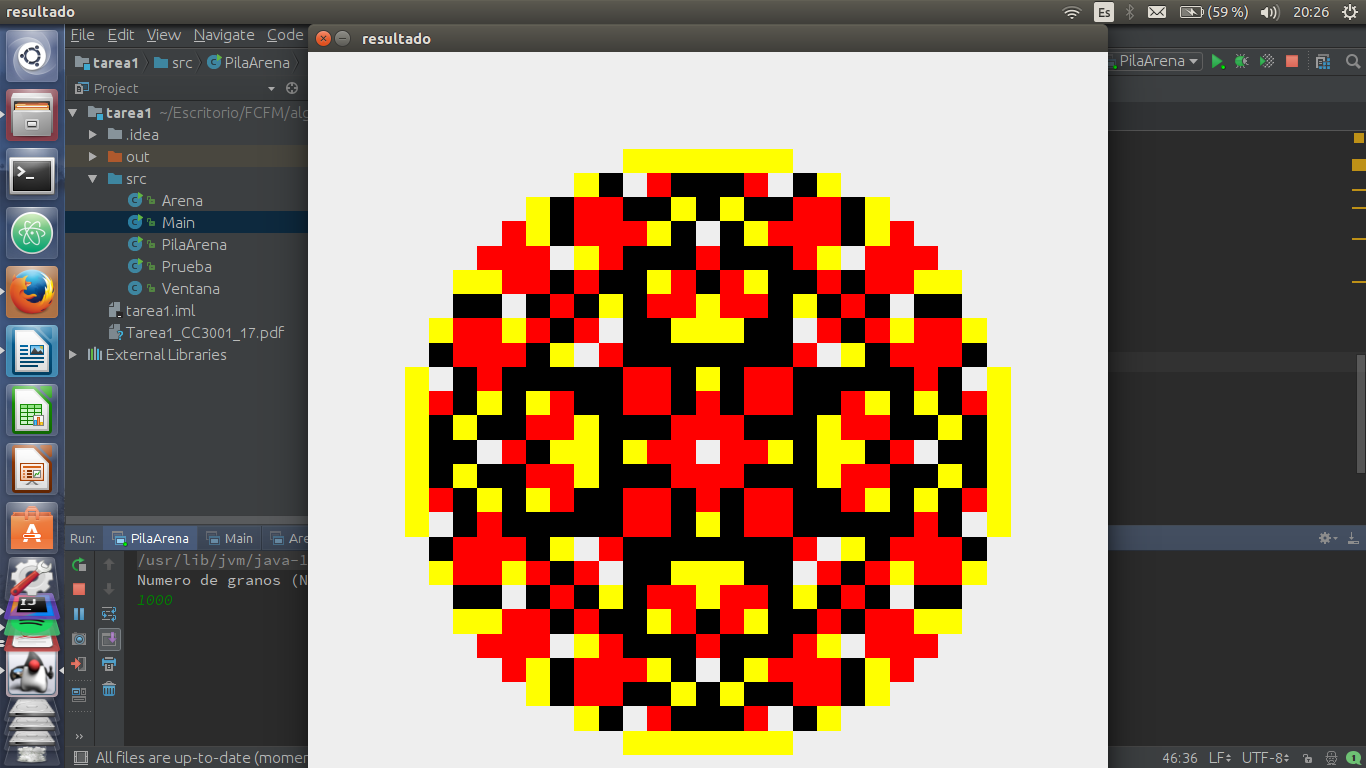 resultado
Es
(59 %)
20:26
File Edit View Navigate Code
resultado
tarea1 src PilaArena
PilaArena
Project
tarea1 ~/Escritorio/FCFM/alg
.idea
out
src
Arena
Main
PilaArena
Prueba
Ventana
tarea1.iml
Tarea1_CC3001_17.pdf
External Libraries
Run: PilaArena Main Are
/usr/lib/jvm/java-1
Numero de granos (N
1000
All files are up-to-date (momen
46:36 LF UTF-8
1